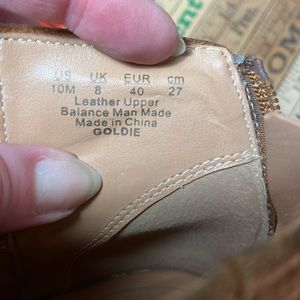 US UK EUR cm
10M 8 40 27
Leather Upper
Balance Man Made
Made in China
GOLDIE